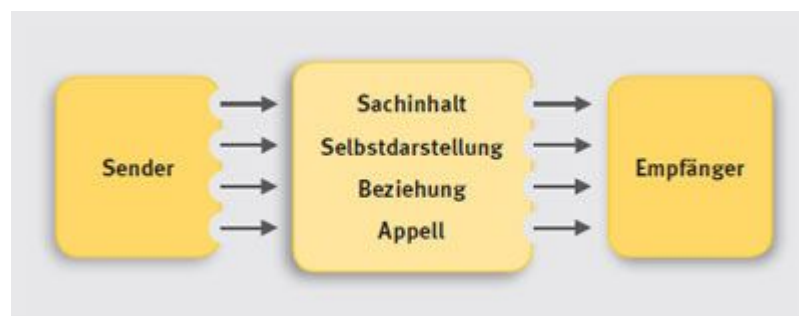 Sender
Sachinhalt
Selbstdarstellung
Beziehung
Appell
Empfänger